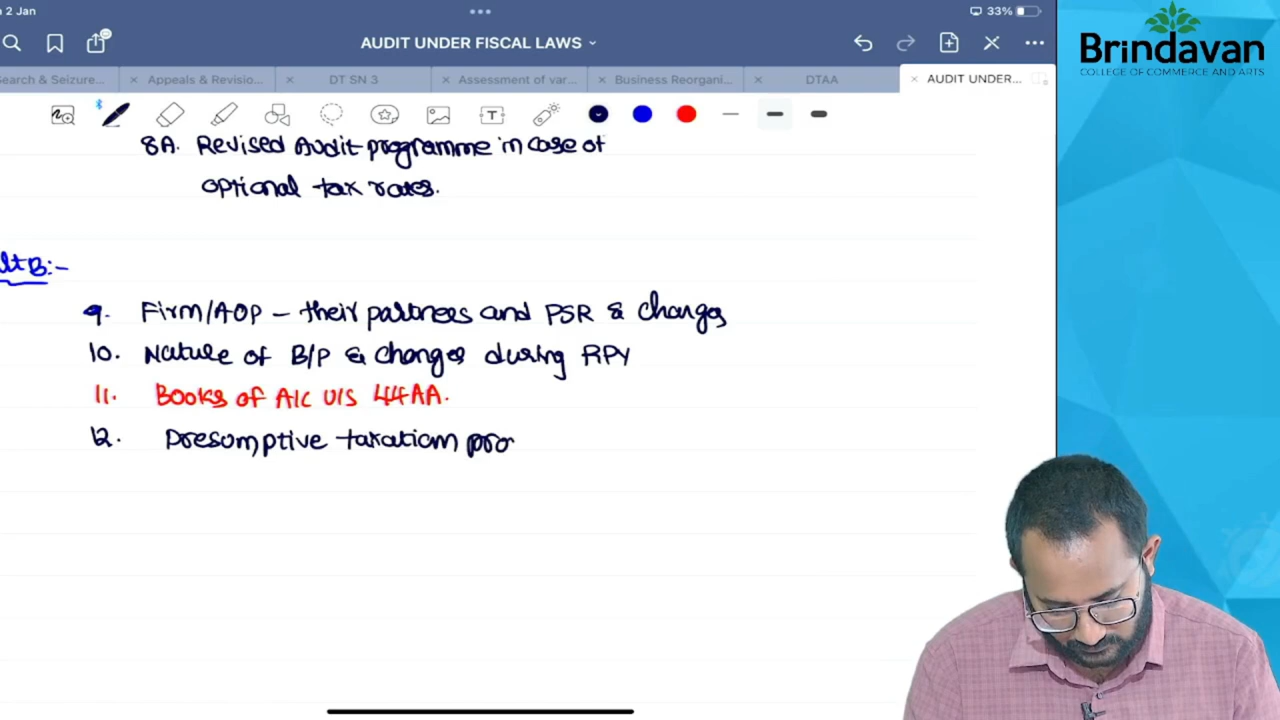 2 Jan
33%
AUDIT UNDER FISCAL LAWS
Brindavan
COLLEGE OF COMMERCE AND ARTS
earch & Seizure...
Appeals & Revisio...
DT SN 3
Assessment of var...
Business Reorgani...
DTAA
AUDIT UNDER...
8A. Revised Audit programme in case of
optional tax rates.
B:-
9. Firm/AOP - their partners and PSR & changes
10. Nature of B/P & changes during RPY
11. Books of A/C U/S 44AA.
12. Presumptive taxation pro